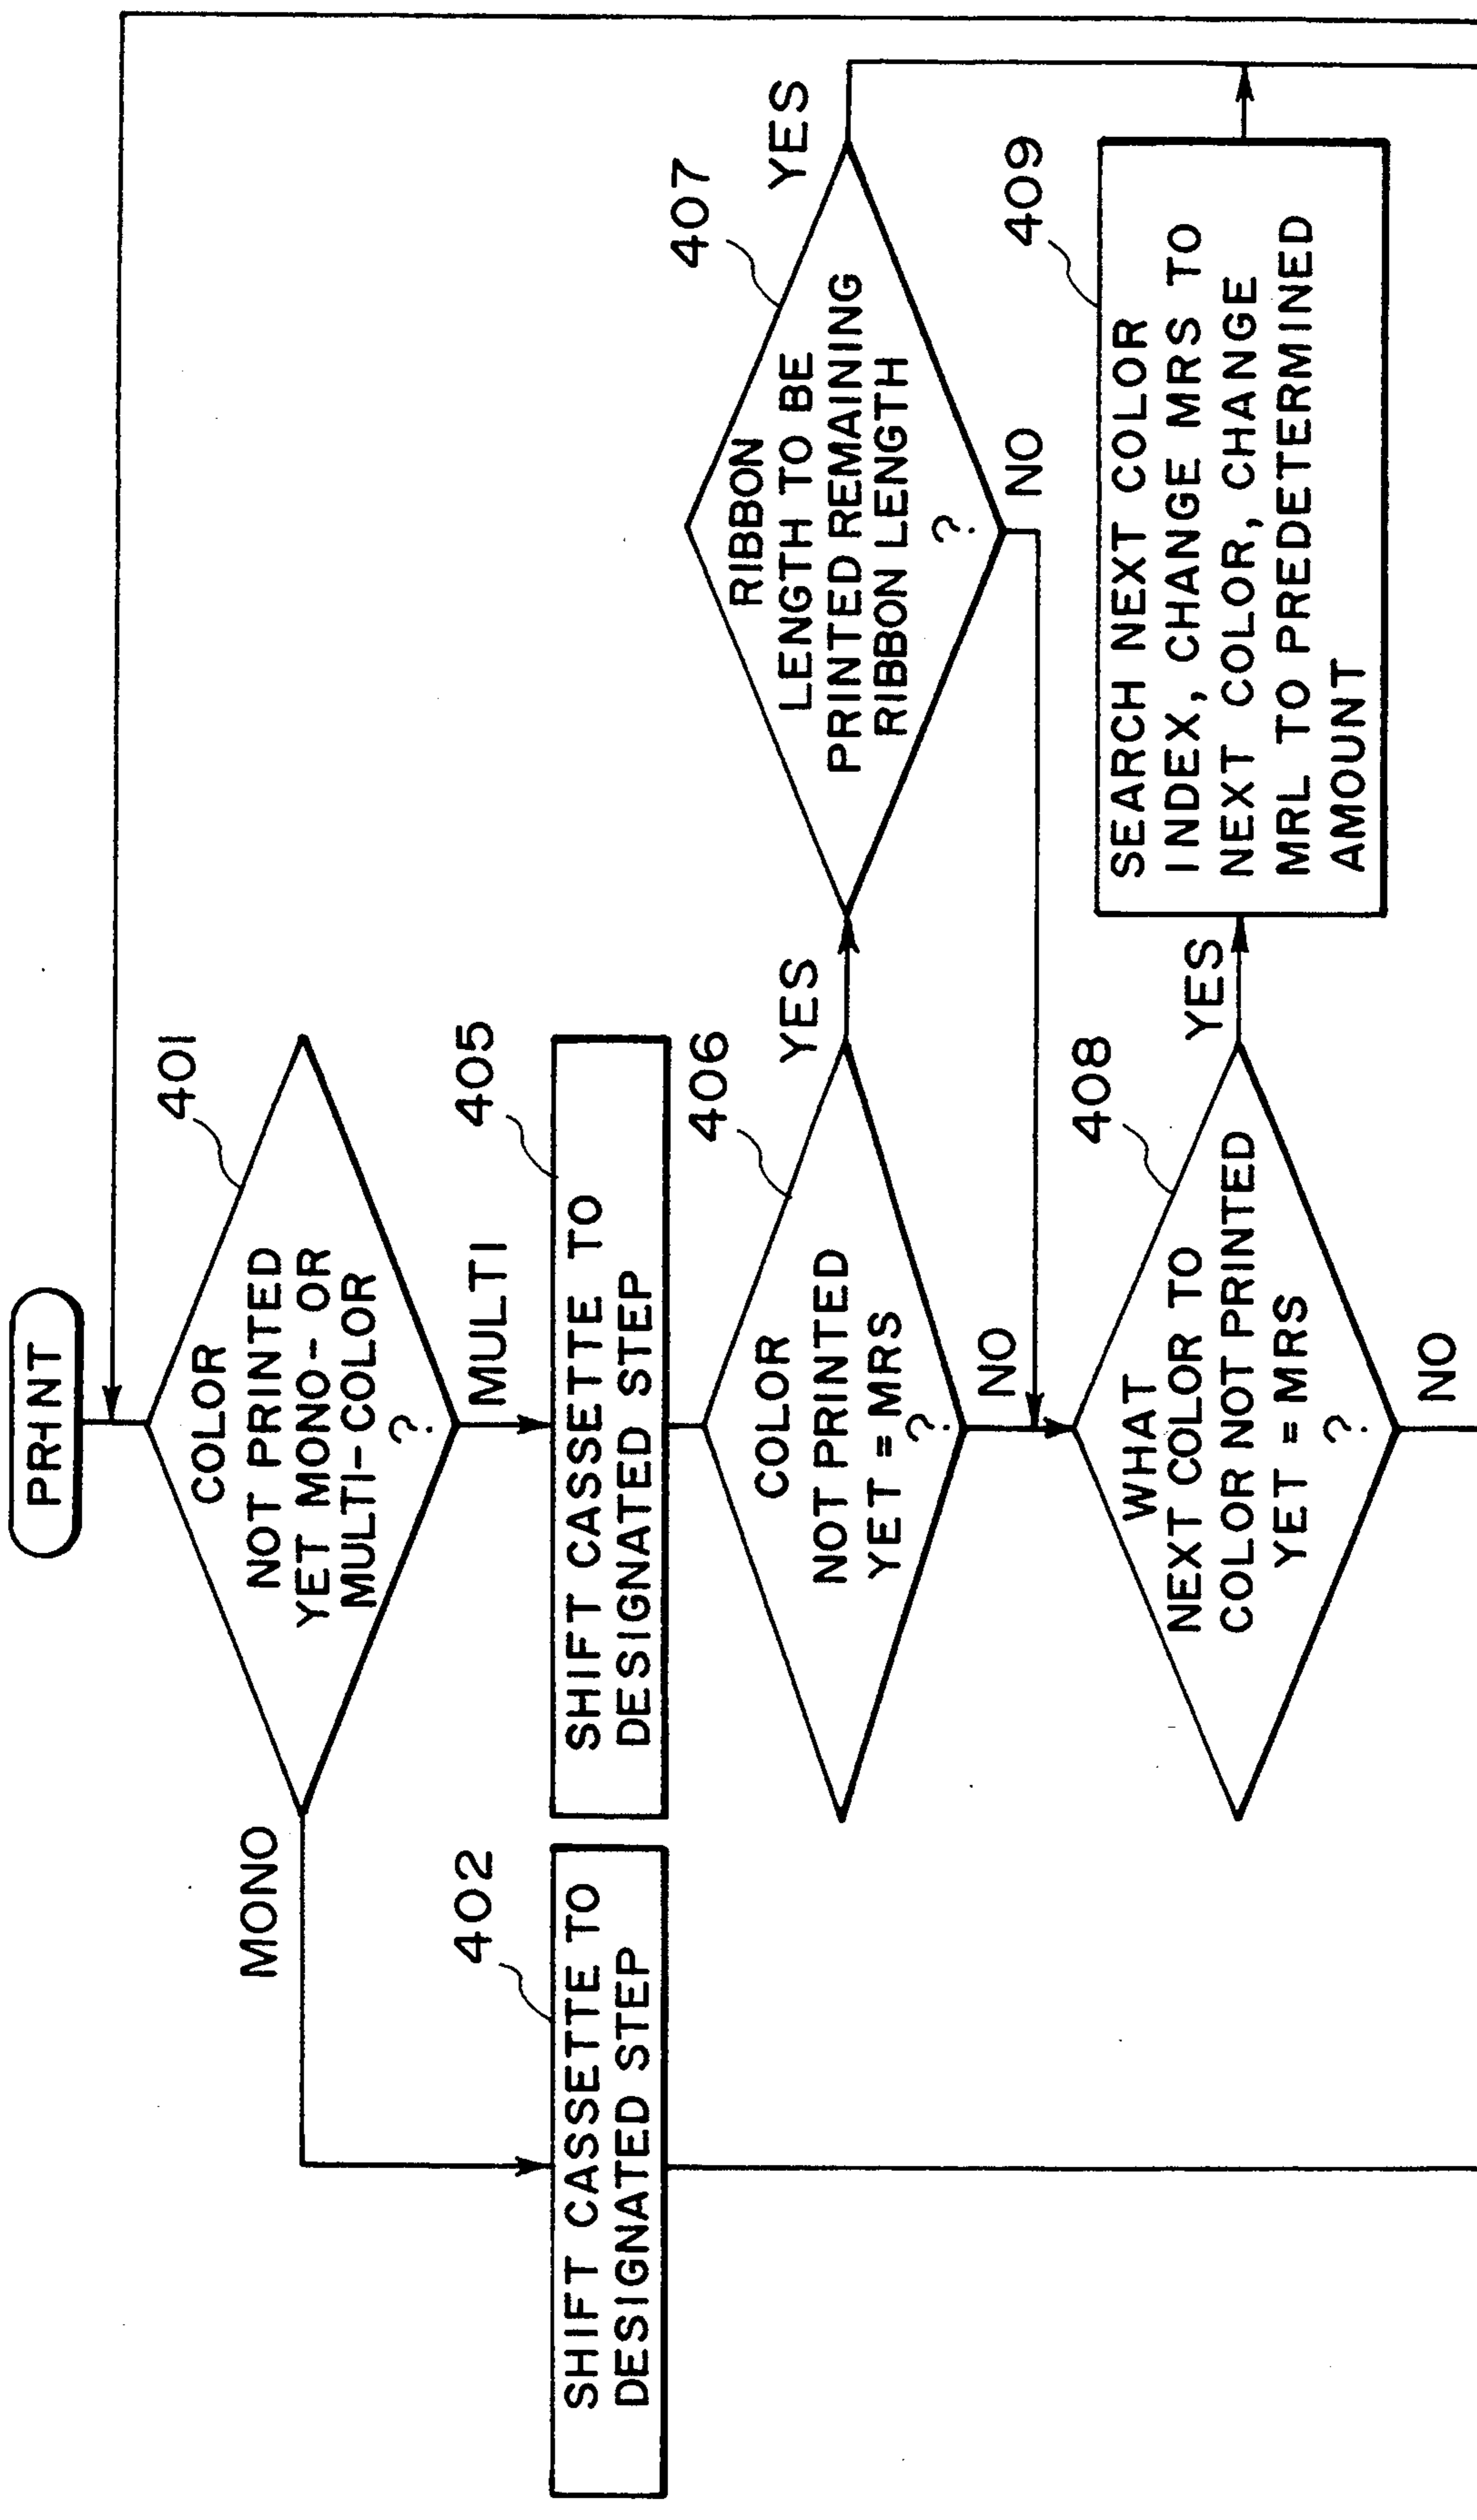 PRINT
401
COLOR
NOT PRINTED
YET MONO- OR
MULTI-COLOR
?
MONO
MULTI
402
SHIFT CASSETTE TO
DESIGNATED STEP
405
SHIFT CASSETTE TO
DESIGNATED STEP
406
COLOR
NOT PRINTED
YET = MRS
?
YES
NO
407
RIBBON
LENGTH TO BE
PRINTED REMAINING
RIBBON LENGTH
?
YES
NO
408
WHAT
NEXT COLOR TO
COLOR NOT PRINTED
YET = MRS
?
YES
NO
409
SEARCH NEXT COLOR
INDEX, CHANGE MRS TO
NEXT COLOR, CHANGE
MRL TO PREDETERMINED
AMOUNT